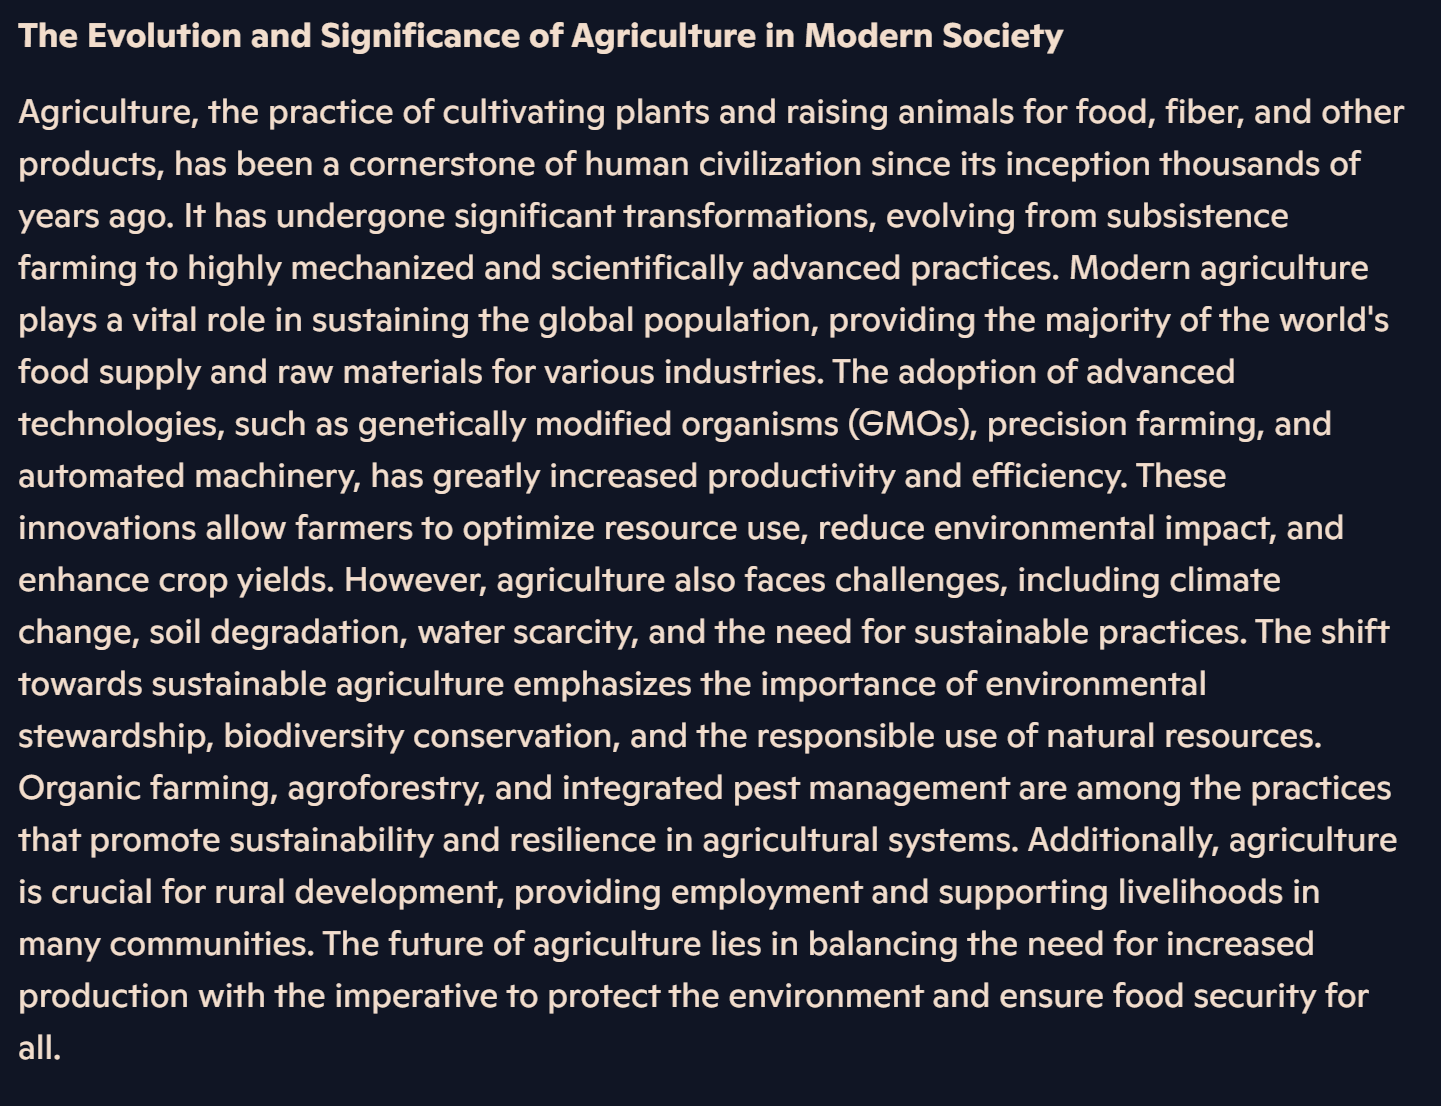 The Evolution and Significance of Agriculture in Modern Society
Agriculture, the practice of cultivating plants and raising animals for food, fiber, and other
products, has been a cornerstone of human civilization since its inception thousands of
years ago. It has undergone significant transformations, evolving from subsistence
farming to highly mechanized and scientifically advanced practices. Modern agriculture
plays a vital role in sustaining the global population, providing the majority of the world's
food supply and raw materials for various industries. The adoption of advanced
technologies, such as genetically modified organisms (GMOs), precision farming, and
automated machinery, has greatly increased productivity and efficiency. These
innovations allow farmers to optimize resource use, reduce environmental impact, and
enhance crop yields. However, agriculture also faces challenges, including climate
change, soil degradation, water scarcity, and the need for sustainable practices. The shift
towards sustainable agriculture emphasizes the importance of environmental
stewardship, biodiversity conservation, and the responsible use of natural resources.
Organic farming, agroforestry, and integrated pest management are among the practices
that promote sustainability and resilience in agricultural systems. Additionally, agriculture
is crucial for rural development, providing employment and supporting livelihoods in
many communities. The future of agriculture lies in balancing the need for increased
production with the imperative to protect the environment and ensure food security for
all.